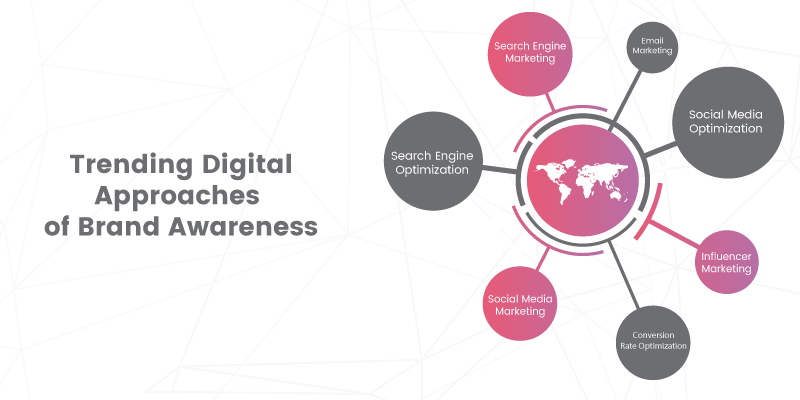 Trending Digital
Approaches
of Brand Awareness
Search Engine
Marketing
Email
Marketing
Social Media
Optimization
Search Engine
Optimization
Influencer
Marketing
Social Media
Marketing
Conversion
Rate Optimization